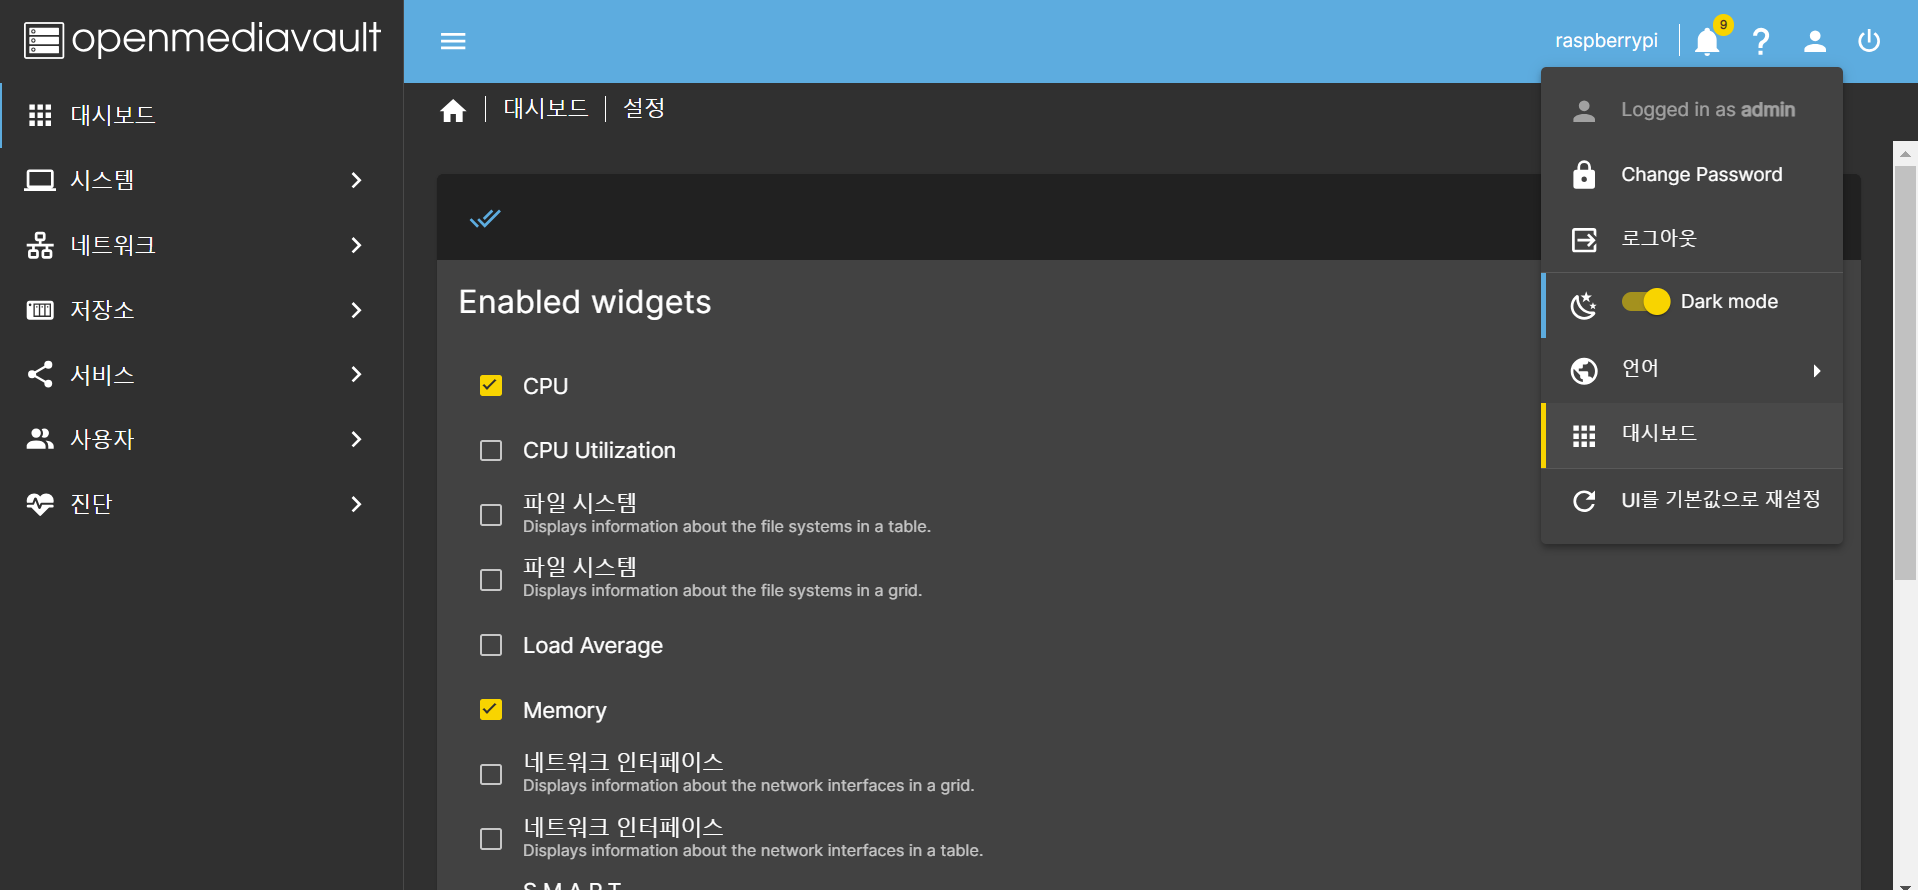 openmediavault
raspberrypi
9
대시보드
시스템
네트워크
저장소
서비스
사용자
진단
대시보드
설정
Enabled widgets
CPU
CPU Utilization
파일 시스템
Displays information about the file systems in a table.
파일 시스템
Displays information about the file systems in a grid.
Load Average
Memory
네트워크 인터페이스
Displays information about the network interfaces in a grid.
네트워크 인터페이스
Displays information about the network interfaces in a table.
S.M.A.R.T.
Logged in as admin
Change Password
로그아웃
Dark mode
언어
대시보드
UI를 기본값으로 재설정